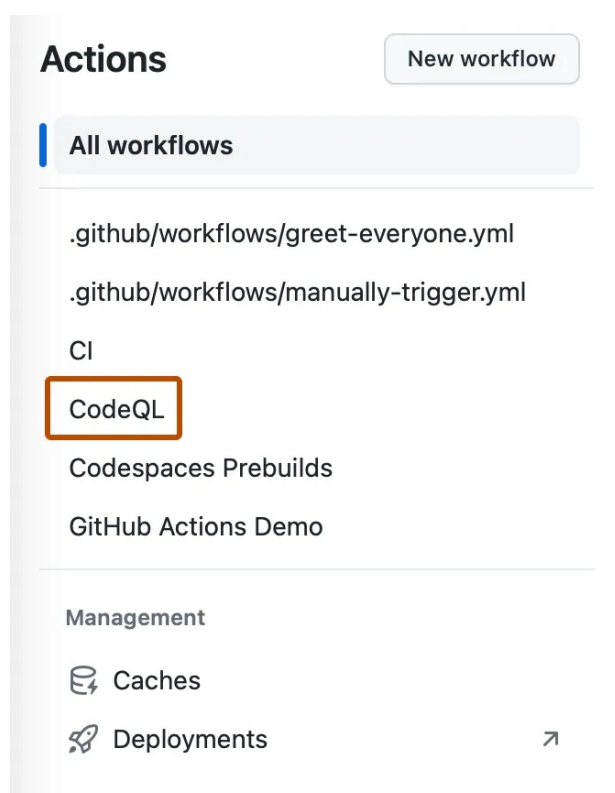 Actions
New workflow
All workflows
.github/workflows/greet-everyone.yml
.github/workflows/manually-trigger.yml
CI
CodeQL
Codespaces Prebuilds
GitHub Actions Demo
Management
Caches
Deployments